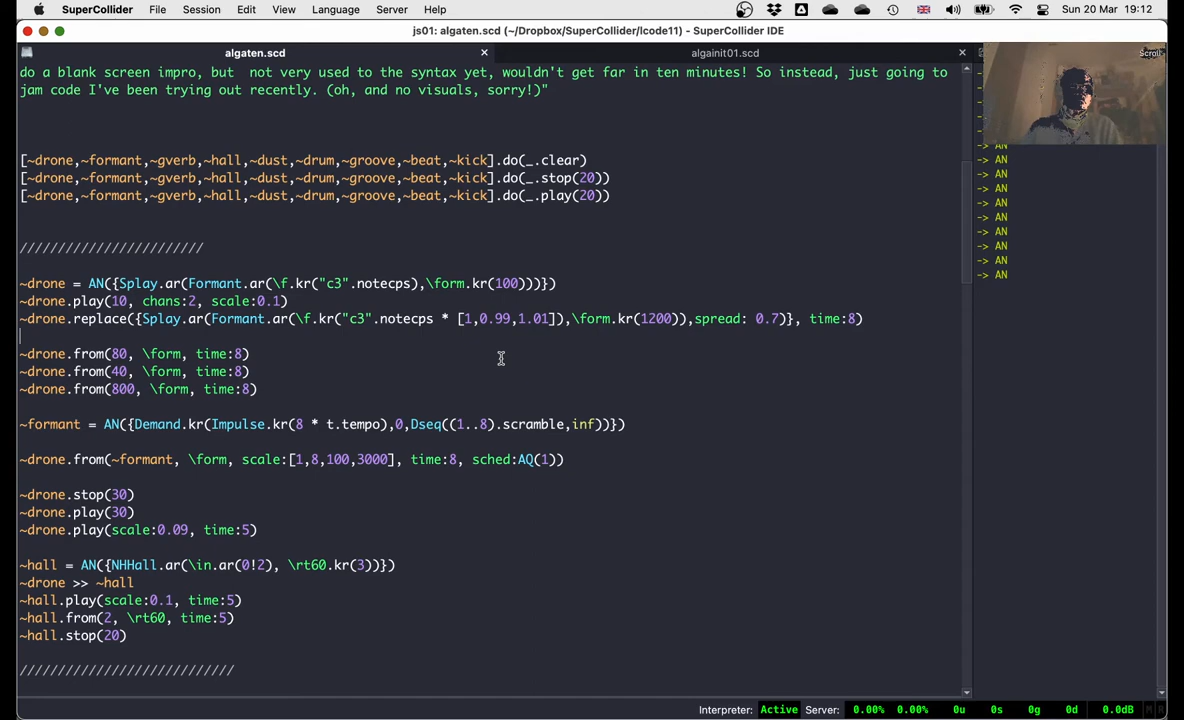 SuperCollider File Session Edit View Language Server Help Sun 20 Mar 19:12
js01: algaten.scd (~/Dropbox/SuperCollider/lcode11) - SuperCollider IDE
algaten.scd algainit01.scd
Scroll
do a blank screen impro, but  not very used to the syntax yet, wouldn't get far in ten minutes! So instead, just going to
jam code I've been trying out recently. (oh, and no visuals, sorry!)"
[~drone,~formant,~gverb,~hall,~dust,~drum,~groove,~beat,~kick].do(_.clear)
[~drone,~formant,~gverb,~hall,~dust,~drum,~groove,~beat,~kick].do(_.stop(20))
[~drone,~formant,~gverb,~hall,~dust,~drum,~groove,~beat,~kick].do(_.play(20))
////////////////////////
~drone = AN({Splay.ar(Formant.ar(\f.kr("c3".notecps),\form.kr(100)))})
~drone.play(10, chans:2, scale:0.1)
~drone.replace({Splay.ar(Formant.ar(\f.kr("c3".notecps * [1,0.99,1.01]),\form.kr(1200)),spread: 0.7)}, time:8)
~drone.from(80, \form, time:8)
~drone.from(40, \form, time:8)
~drone.from(800, \form, time:8)
~formant = AN({Demand.kr(Impulse.kr(8 * t.tempo),0,Dseq((1..8).scramble,inf))})
~drone.from(~formant, \form, scale:[1,8,100,3000], time:8, sched:AQ(1))
~drone.stop(30)
~drone.play(30)
~drone.play(scale:0.09, time:5)
~hall = AN({NHHall.ar(\in.ar(0!2), \rt60.kr(3))})
~drone >> ~hall
~hall.play(scale:0.1, time:5)
~hall.from(2, \rt60, time:5)
~hall.stop(20)
////////////////////////////
-> AN
-> AN
-> AN
-> AN
-> AN
-> AN
-> AN
-> AN
-> AN
-> AN
Interpreter: Active Server: 0.00% 0.00% 0u 0s 0g 0d 0.0dB M R